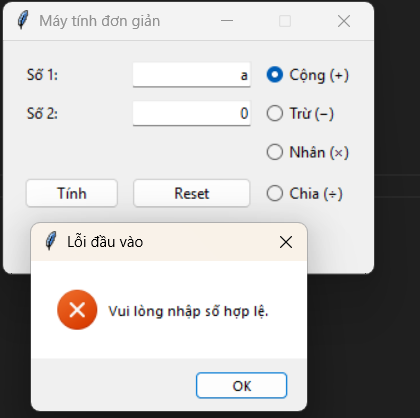 Máy tính đơn giản
Số 1:
a
Cộng (+)
Số 2:
0
Trừ (−)
Nhân (×)
Tính
Reset
Chia (÷)
Lỗi đầu vào
Vui lòng nhập số hợp lệ.
OK